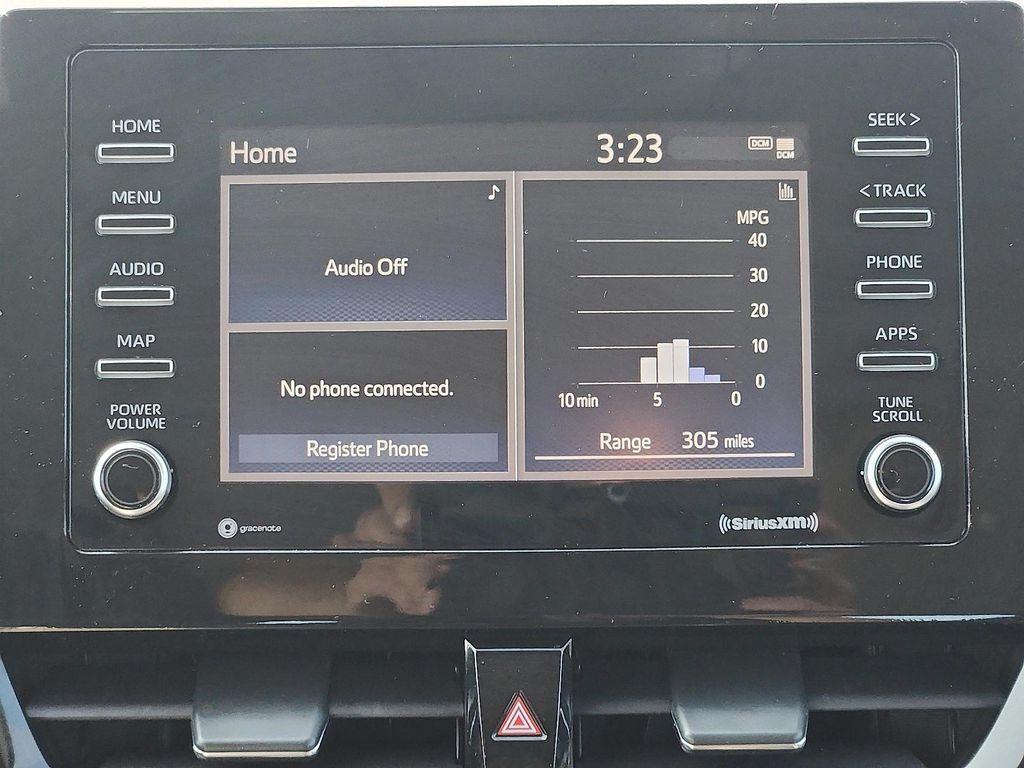 HOME
MENU
AUDIO
MAP
POWER
VOLUME
Home
3:23
DCM
DCM
Audio Off
No phone connected.
Register Phone
MPG
40
30
20
10
0
10 min 5 0
Range 305 miles
SEEK >
< TRACK
PHONE
APPS
TUNE
SCROLL
gracenote
SiriusXM